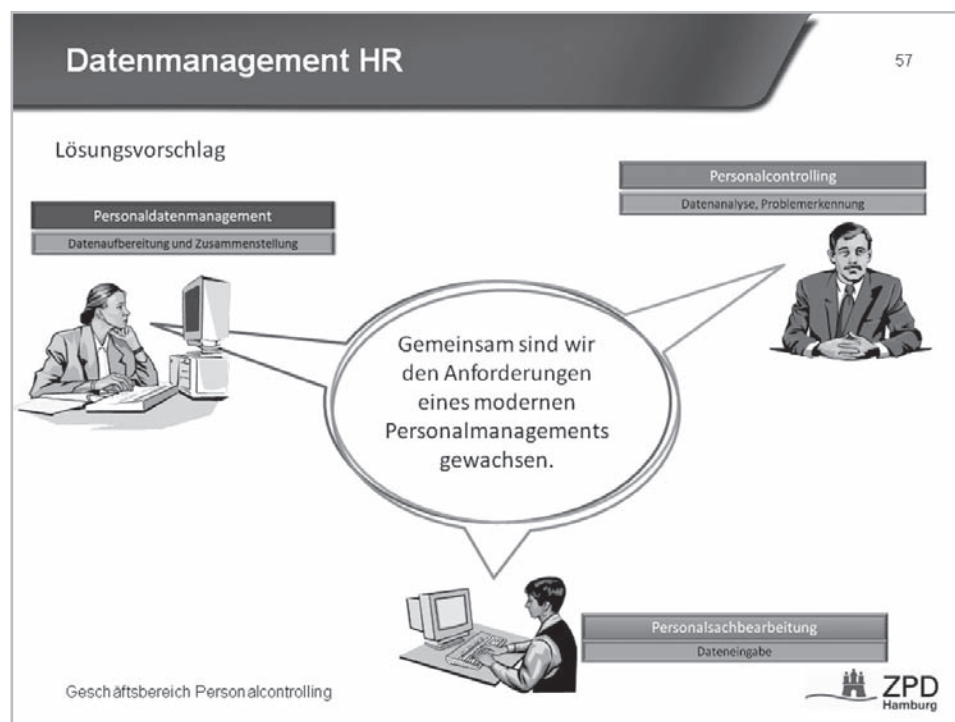 Datenmanagement HR
57
Lösungsvorschlag
Personaldatenmanagement
Datenaufbereitung und Zusammenstellung
Personalcontrolling
Datenanalyse, Problemerkennung
Gemeinsam sind wir
den Anforderungen
eines modernen
Personalmanagements
gewachsen.
Personalsachbearbeitung
Dateneingabe
Geschäftsbereich Personalcontrolling
ZPD
Hamburg